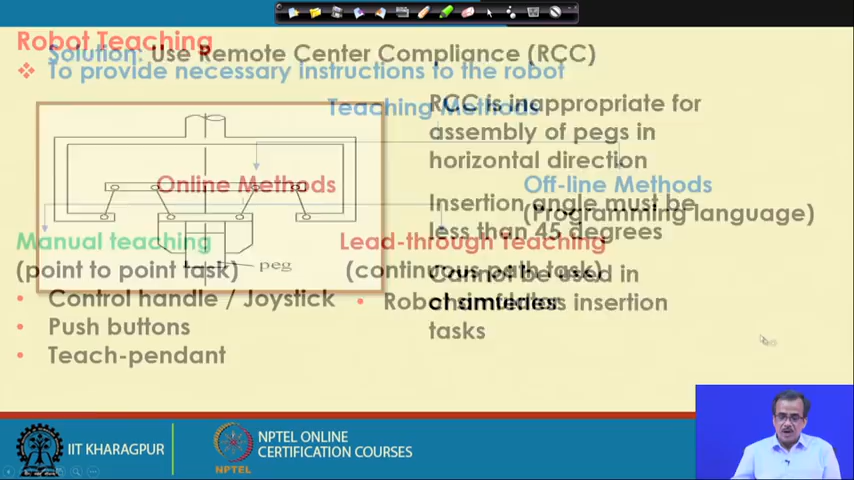 Robot Teaching
Solution: Use Remote Center Compliance (RCC)
To provide necessary instructions to the robot
Teaching Methods
RCC is inappropriate for
assembly of pegs in
horizontal direction
Online Methods
Off-line Methods
(Programming language)
Insertion angle must be
less than 45 degrees
Manual teaching
(point to point task)
• Control handle / Joystick
• Push buttons
• Teach-pendant
Lead-through Teaching
(continuous path task)
• Robot simulator
Cannot be used in
chamferless insertion
tasks
peg
IIT KHARAGPUR
NPTEL
NPTEL ONLINE
CERTIFICATION COURSES